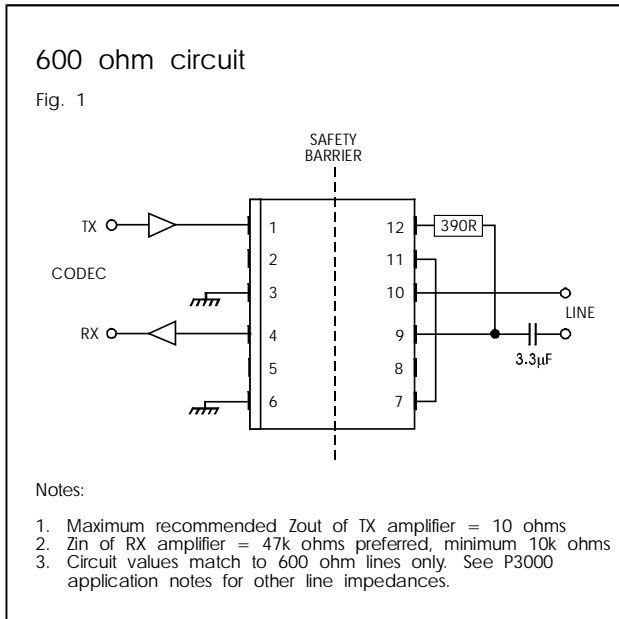 600 ohm circuit
Fig. 1
SAFETY
BARRIER
TX
1
12
390R
2
11
CODEC
3
10
LINE
RX
4
9
5
8
3.3µF
6
7
Notes:
1. Maximum recommended Zout of TX amplifier = 10 ohms
2. Zin of RX amplifier = 47k ohms preferred, minimum 10k ohms
3. Circuit values match to 600 ohm lines only. See P3000
application notes for other line impedances.